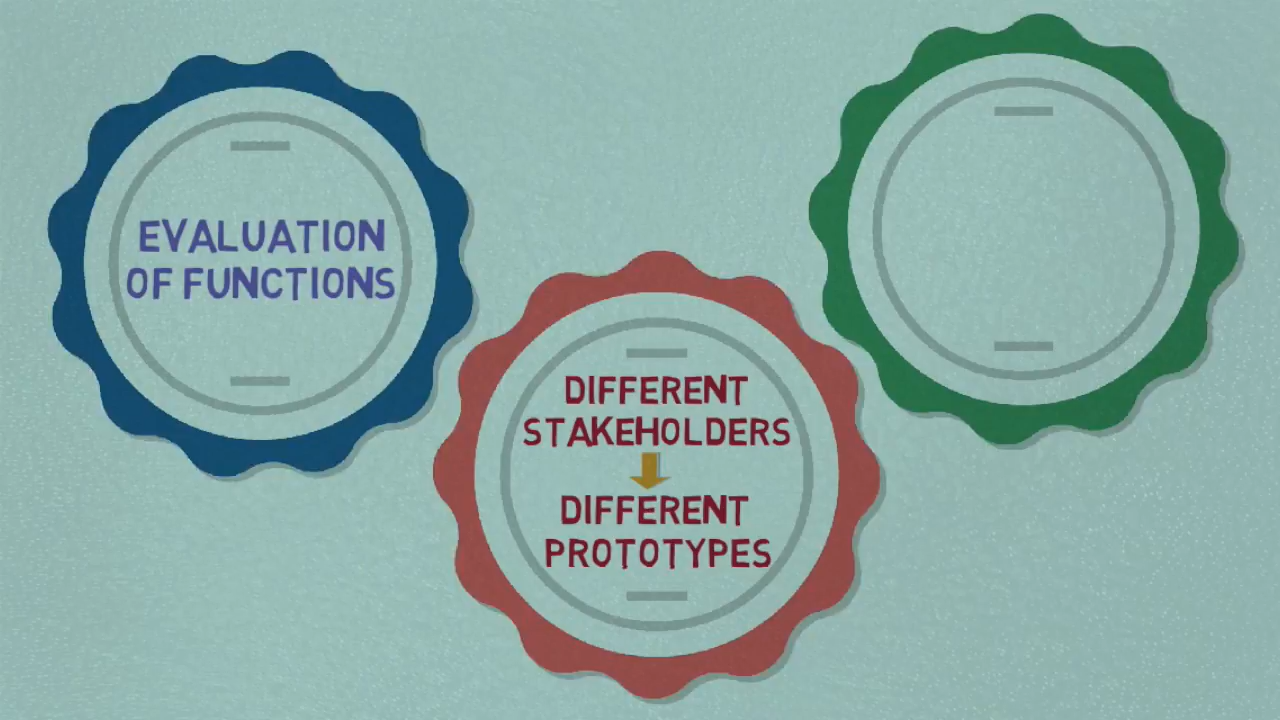 EVALUATION
OF FUNCTIONS
DIFFERENT
STAKEHOLDERS
DIFFERENT
PROTOTYPES